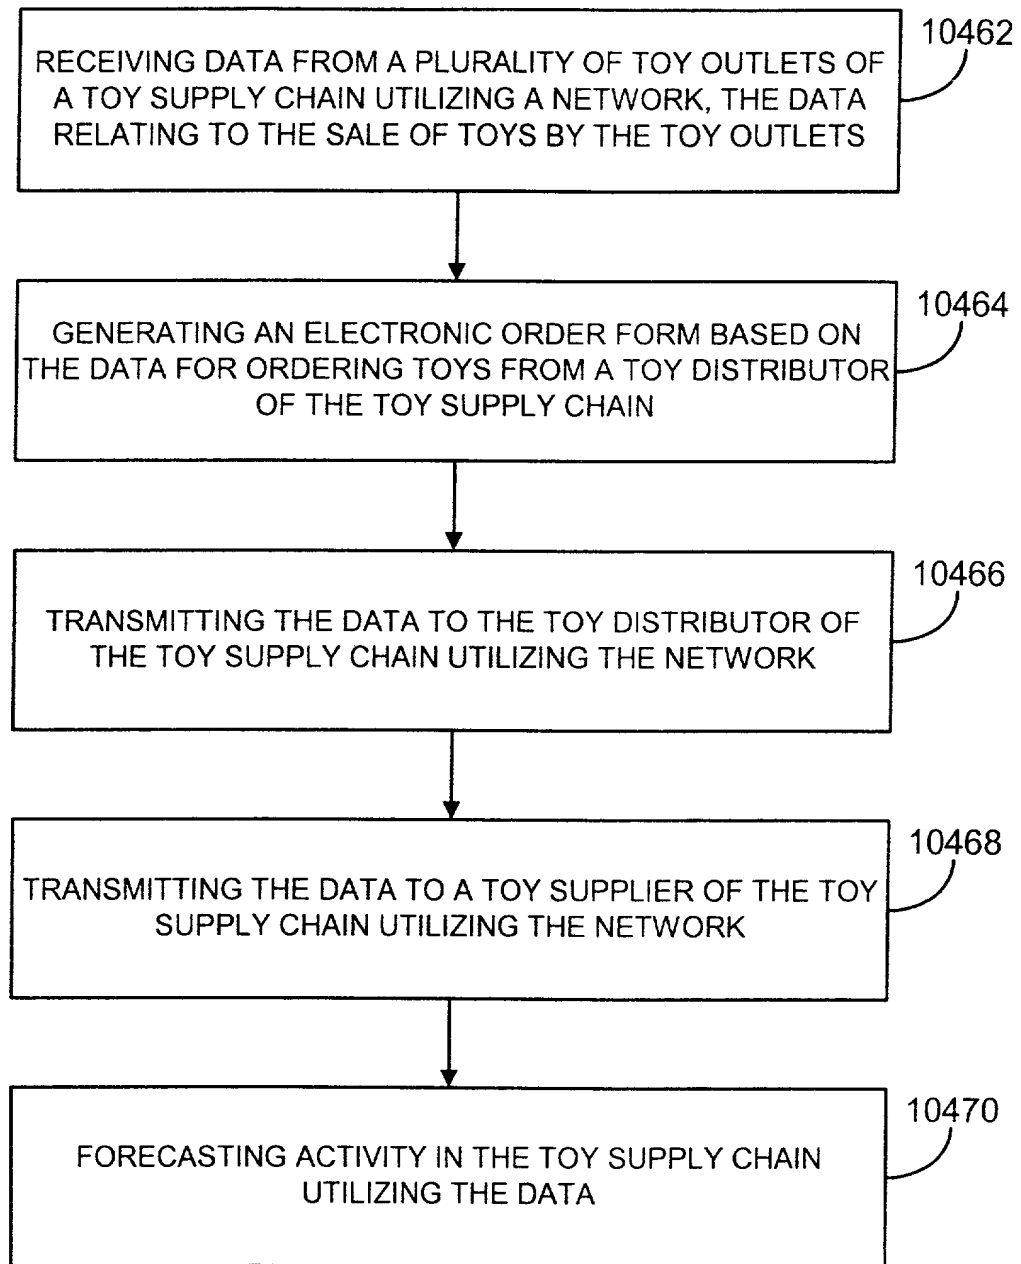 10462
RECEIVING DATA FROM A PLURALITY OF TOY OUTLETS OF
A TOY SUPPLY CHAIN UTILIZING A NETWORK, THE DATA
RELATING TO THE SALE OF TOYS BY THE TOY OUTLETS
10464
GENERATING AN ELECTRONIC ORDER FORM BASED ON
THE DATA FOR ORDERING TOYS FROM A TOY DISTRIBUTOR
OF THE TOY SUPPLY CHAIN
10466
TRANSMITTING THE DATA TO THE TOY DISTRIBUTOR OF
THE TOY SUPPLY CHAIN UTILIZING THE NETWORK
10468
TRANSMITTING THE DATA TO A TOY SUPPLIER OF THE TOY
SUPPLY CHAIN UTILIZING THE NETWORK
10470
FORECASTING ACTIVITY IN THE TOY SUPPLY CHAIN
UTILIZING THE DATA